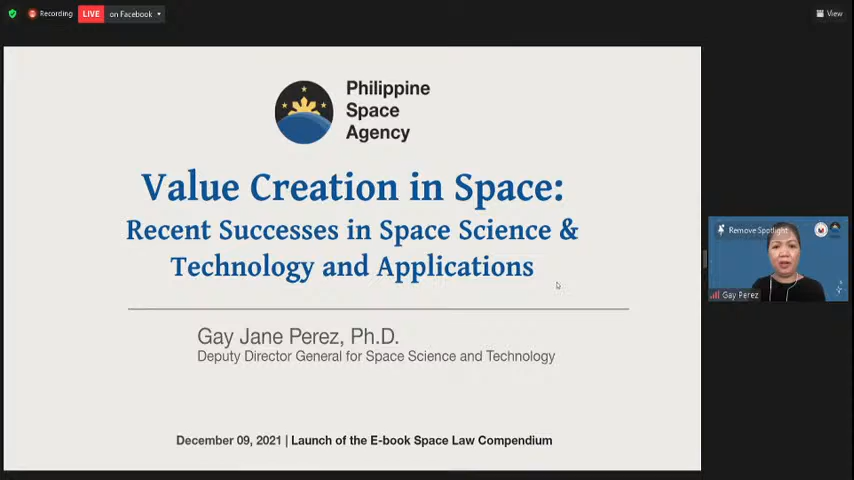 Recording
LIVE
on Facebook
View
Philippine
Space
Agency
Value Creation in Space:
Recent Successes in Space Science &
Technology and Applications
Remove Spotlight
Gay Perez
Gay Jane Perez, Ph.D.
Deputy Director General for Space Science and Technology
December 09, 2021 | Launch of the E-book Space Law Compendium